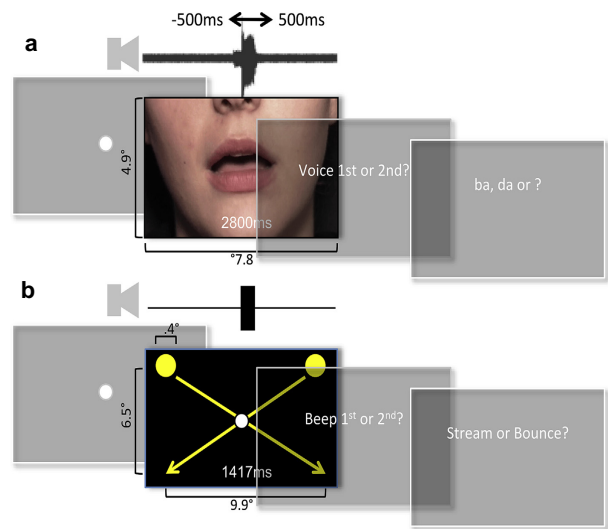 -500ms 500ms
a
4.9°
Voice 1st or 2nd?
ba, da or ?
2800ms
°7.8
b
.4°
6.5°
Beep 1st or 2nd?
Stream or Bounce?
1417ms
9.9°